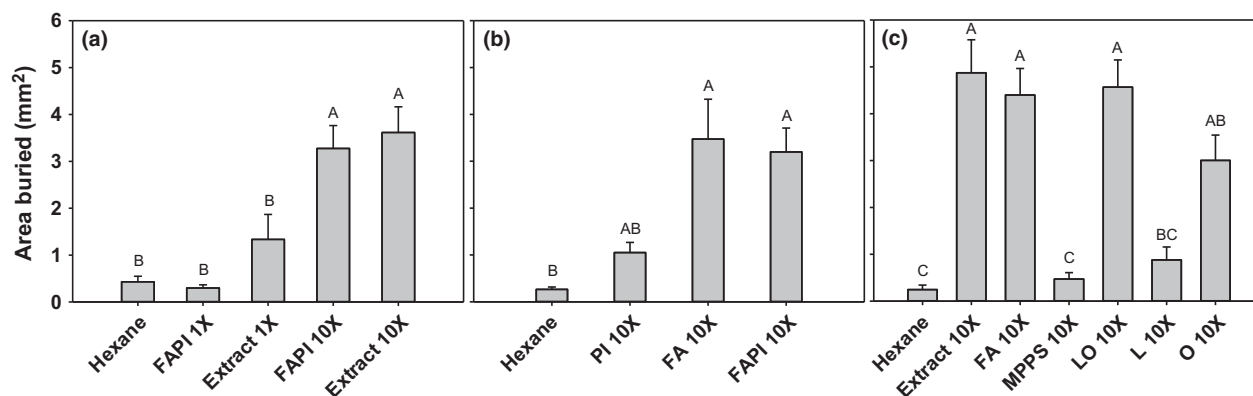 (a)
(b)
(c)
Area buried (mm²)
6
5
4
3
2
1
0
B
B
B
A
A
B
AB
A
A
C
A
A
C
A
BC
AB
Hexane
FAPI 1X
Extract 1X
FAPI 10X
Extract 10X
Hexane
PI 10X
FA 10X
FAPI 10X
Hexane
Extract 10X
FA 10X
MPPS 10X
LO 10X
L 10X
O 10X